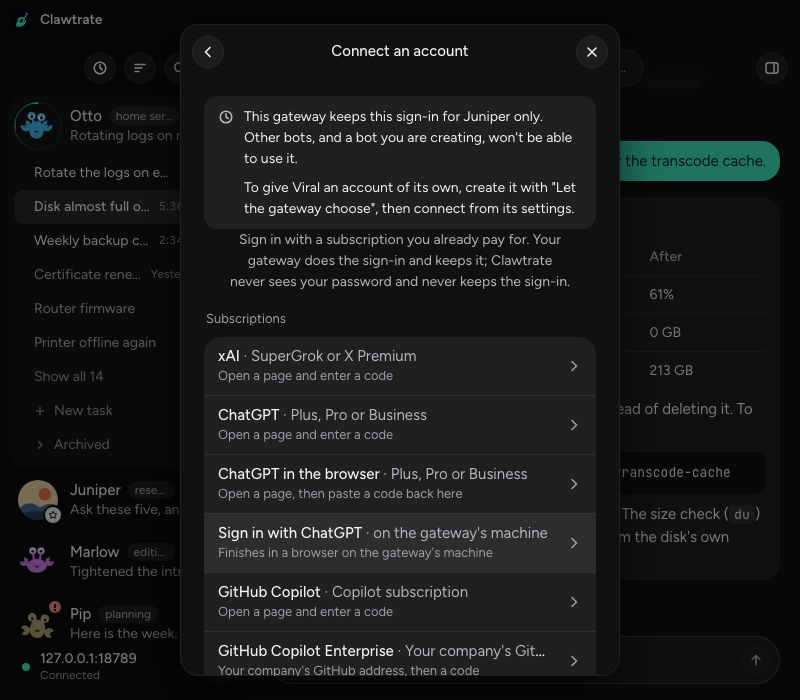 Clawtrate
Connect an account
Otto home ser...
Rotating logs on
Rotate the logs on e...
Disk almost full o... 5:36
Weekly backup c... 2:34
Certificate rene... Yeste
Router firmware
Printer offline again
Show all 14
+ New task
Archived
Juniper rese...
Ask these five, an
Marlow editi...
Tightened the intr
Pip planning
Here is the week.
127.0.0.1:18789
Connected
This gateway keeps this sign-in for Juniper only.
Other bots, and a bot you are creating, won't be able
to use it.
To give Viral an account of its own, create it with "Let
the gateway choose", then connect from its settings.
Sign in with a subscription you already pay for. Your
gateway does the sign-in and keeps it; Clawtrate
never sees your password and never keeps the sign-in.
Subscriptions
xAI · SuperGrok or X Premium
Open a page and enter a code
ChatGPT · Plus, Pro or Business
Open a page and enter a code
ChatGPT in the browser · Plus, Pro or Business
Open a page, then paste a code back here
Sign in with ChatGPT · on the gateway's machine
Finishes in a browser on the gateway's machine
GitHub Copilot · Copilot subscription
Open a page and enter a code
GitHub Copilot Enterprise · Your company's Git...
Your company's GitHub address, then a code
the transcode cache.
After
61%
0 GB
213 GB
ead of deleting it. To
transcode-cache
The size check ( du )
m the disk's own